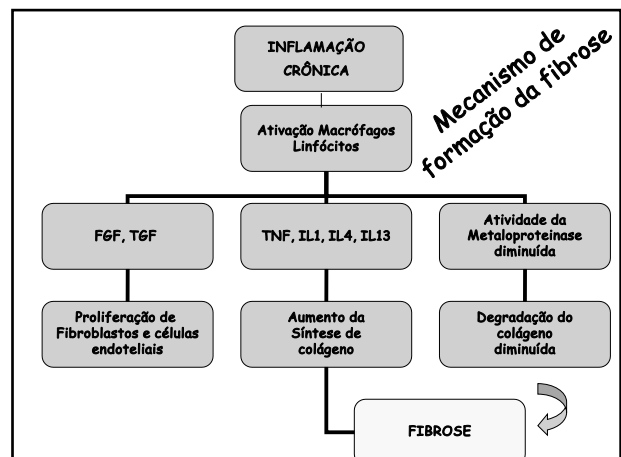 INFLAMAÇÃO
CRÔNICA
Mecanismo de
formação da fibrose
Ativação Macrófagos
Linfócitos
FGF, TGF
TNF, IL1, IL4, IL13
Atividade da
Metaloproteinase
diminuída
Proliferação de
Fibroblastos e células
endoteliais
Aumento da
Síntese de
colágeno
Degradação do
colágeno
diminuída
FIBROSE